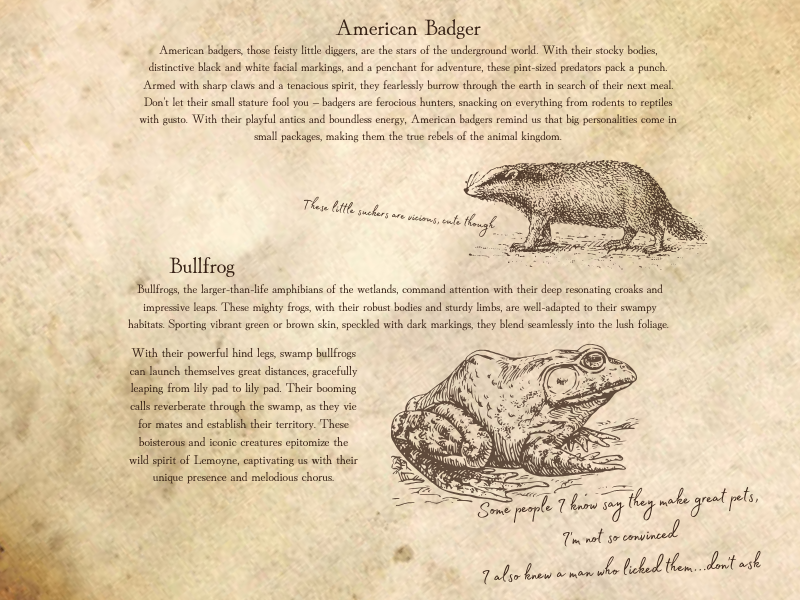 American Badger
American badgers, those feisty little diggers, are the stars of the underground world. With their stocky bodies,
distinctive black and white facial markings, and a penchant for adventure, these pint-sized predators pack a punch.
Armed with sharp claws and a tenacious spirit, they fearlessly burrow through the earth in search of their next meal.
Don't let their small stature fool you – badgers are ferocious hunters, snacking on everything from rodents to reptiles
with gusto. With their playful antics and boundless energy, American badgers remind us that big personalities come in
small packages, making them the true rebels of the animal kingdom.
These little suckers are vicious, cute though
Bullfrog
Bullfrogs, the larger-than-life amphibians of the wetlands, command attention with their deep resonating croaks and
impressive leaps. These mighty frogs, with their robust bodies and sturdy limbs, are well-adapted to their swampy
habitats. Sporting vibrant green or brown skin, speckled with dark markings, they blend seamlessly into the lush foliage.
With their powerful hind legs, swamp bullfrogs
can launch themselves great distances, gracefully
leaping from lily pad to lily pad. Their booming
calls reverberate through the swamp, as they vie
for mates and establish their territory. These
boisterous and iconic creatures epitomize the
wild spirit of Lemoyne, captivating us with their
unique presence and melodious chorus.
Some people I know say they make great pets,
I'm not so convinced
I also knew a man who licked them...don't ask